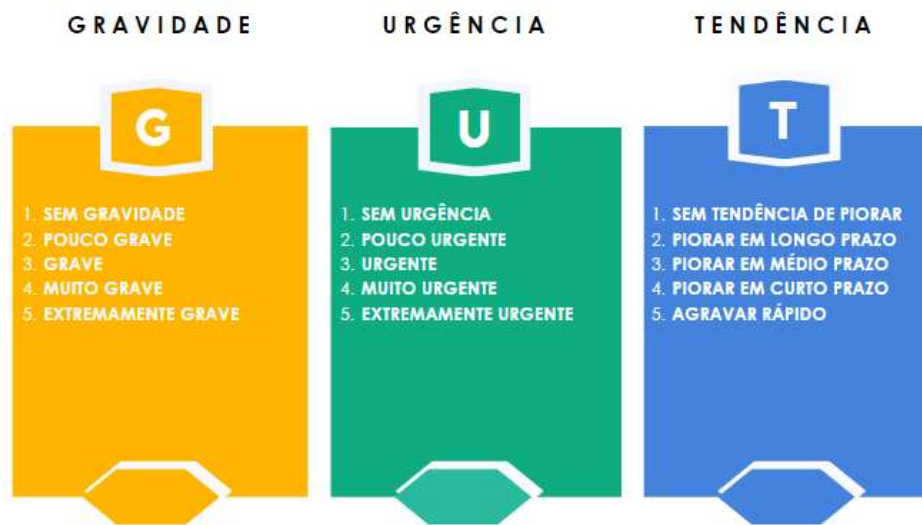 GRAVIDADE
G
1. SEM GRAVIDADE
2. POUCO GRAVE
3. GRAVE
4. MUITO GRAVE
5. EXTREMAMENTE GRAVE
URGÊNCIA
U
1. SEM URGÊNCIA
2. POUCO URGENTE
3. URGENTE
4. MUITO URGENTE
5. EXTREMAMENTE URGENTE
TENDÊNCIA
T
1. SEM TENDÊNCIA DE PIORAR
2. PIORAR EM LONGO PRAZO
3. PIORAR EM MÉDIO PRAZO
4. PIORAR EM CURTO PRAZO
5. AGRAVAR RÁPIDO